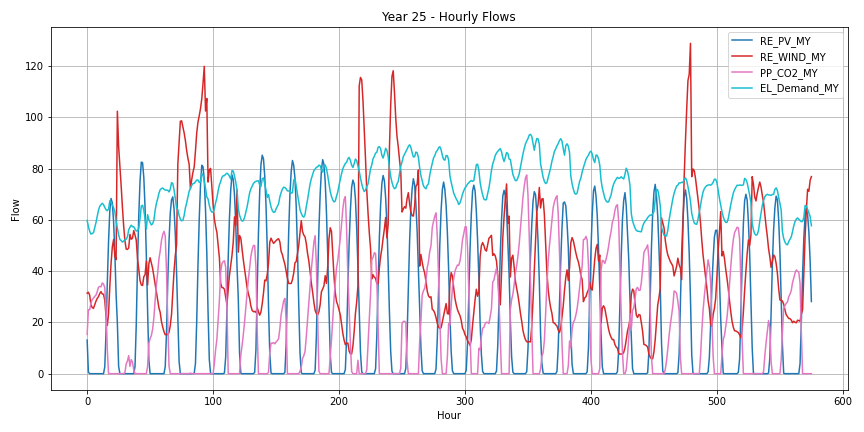 Year 25 - Hourly Flows
RE_PV_MY
RE_WIND_MY
PP_CO2_MY
EL_Demand_MY
120
100
80
60
40
20
0
Flow
0 100 200 300 400 500 600
Hour